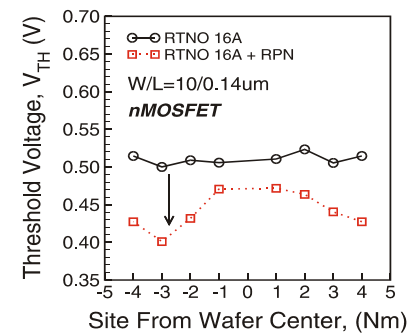 Threshold Voltage, V_TH (V)
0.70
0.65
0.60
0.55
0.50
0.45
0.40
0.35
RTNO 16A
RTNO 16A + RPN
W/L=10/0.14um
nMOSFET
-5 -4 -3 -2 -1 0 1 2 3 4 5
Site From Wafer Center, (Nm)